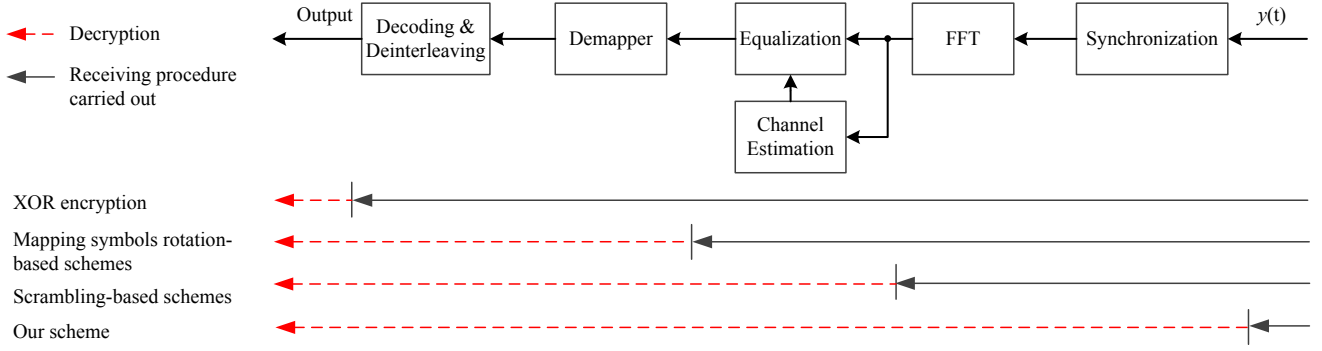 Output
y(t)
Decryption
Receiving procedure
carried out
Decoding &
Deinterleaving
Demapper
Equalization
FFT
Synchronization
Channel
Estimation
XOR encryption
Mapping symbols rotation-
based schemes
Scrambling-based schemes
Our scheme